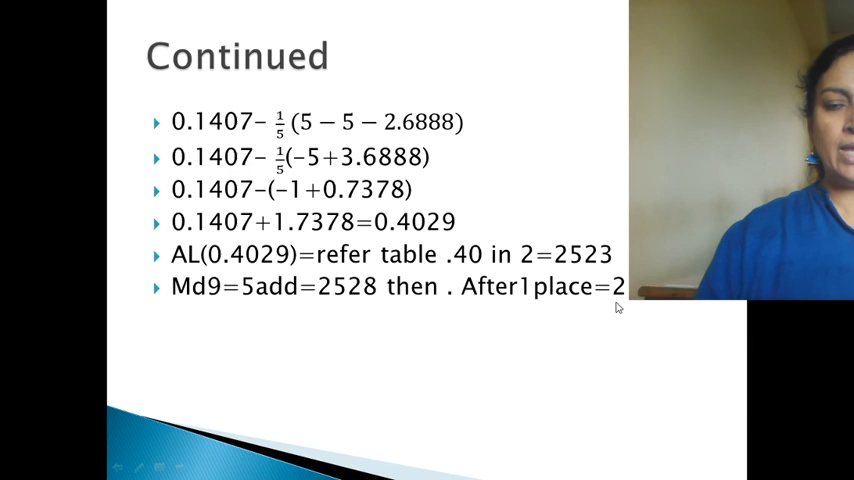 Continued
0.1407– 1/5 (5 − 5 − 2.6888)
0.1407– 1/5(–5+3.6888)
0.1407–(–1+0.7378)
0.1407+1.7378=0.4029
AL(0.4029)=refer table .40 in 2=2523
Md9=5add=2528 then . After1place=2